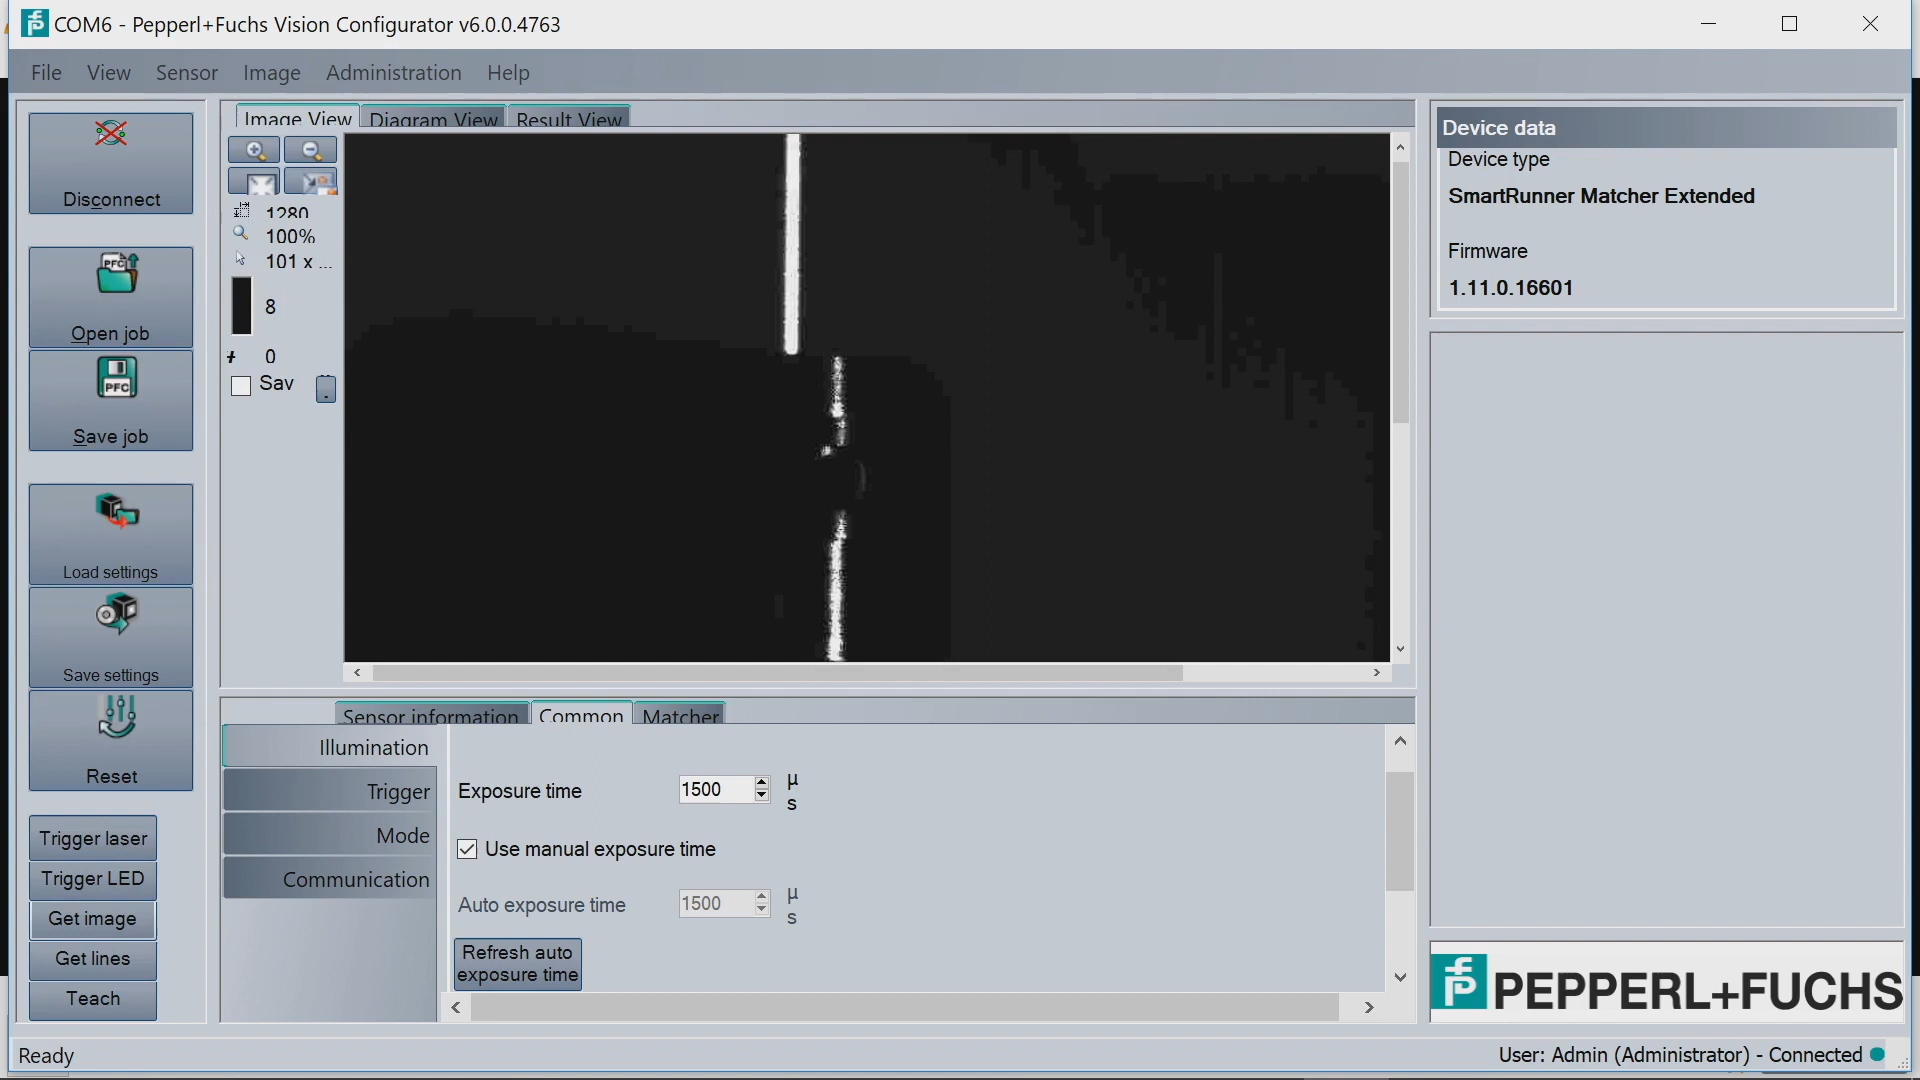 COM6 - Pepperl+Fuchs Vision Configurator v6.0.0.4763
File View Sensor Image Administration Help
Disconnect
Open job
Save job
Load settings
Save settings
Reset
Trigger laser
Trigger LED
Get image
Get lines
Teach
Image View Diagram View Result View
1280
100%
101 x ...
8
0
Sav
.
PFC
PFC
Sensor information Common Matcher
Illumination
Trigger
Mode
Communication
Exposure time 1500 µ
s
Use manual exposure time
Auto exposure time 1500 µ
s
Refresh auto
exposure time
Device data
Device type
SmartRunner Matcher Extended
Firmware
1.11.0.16601
PEPPERL+FUCHS
Ready
User: Admin (Administrator) - Connected